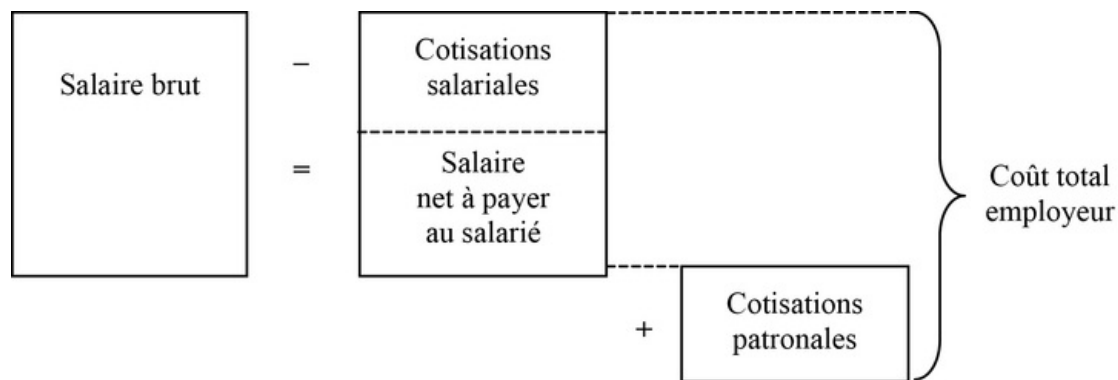 Salaire brut
−
Cotisations
salariales
=
Salaire
net à payer
au salarié
Coût total
employeur
+
Cotisations
patronales